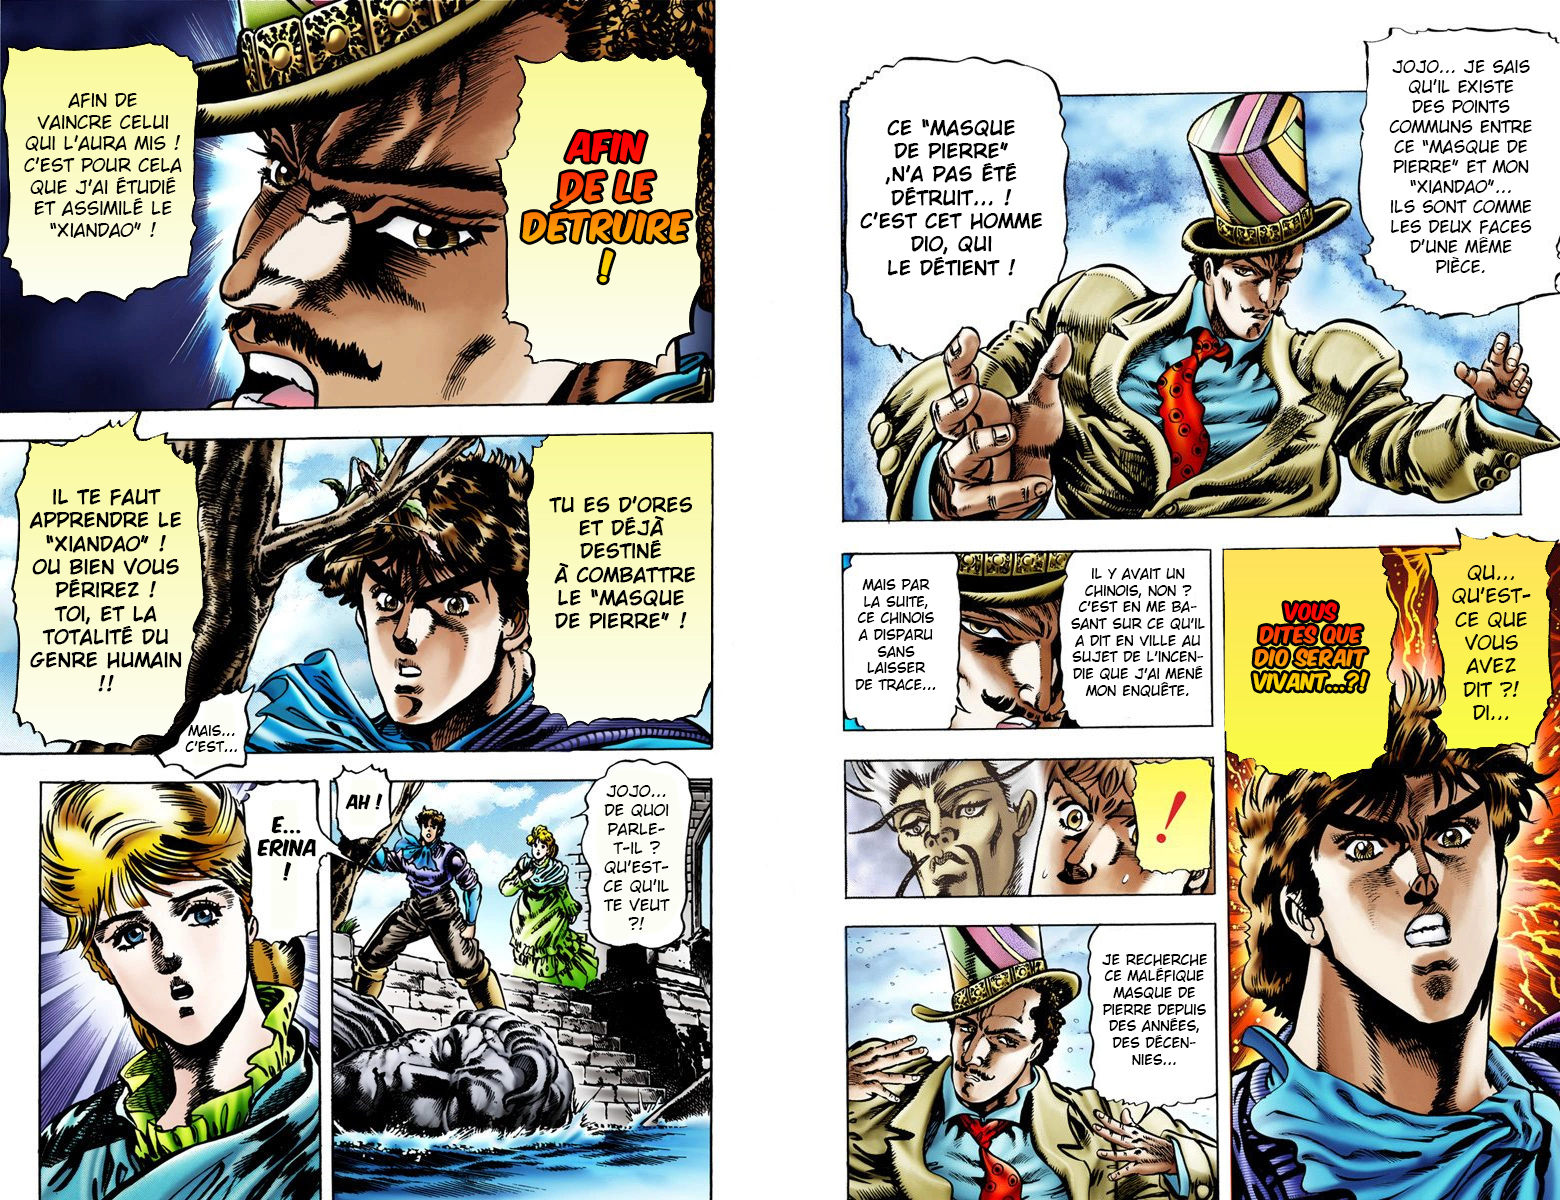 JOJO... JE SAIS
QU'IL EXISTE
DES POINTS
COMMUNS ENTRE
CE "MASQUE DE
PIERRE" ET MON
"XIANDAO"...
ILS SONT COMME
LES DEUX FACES
D'UNE MÊME
PIÈCE.
CE "MASQUE
DE PIERRE"
,N'A PAS ÉTÉ
DÉTRUIT... !
C'EST CET HOMME
DIO, QUI
LE DÉTIENT !
QU...
QU'EST-
CE QUE
VOUS
AVEZ
DIT ?!
DI...
VOUS
DITES QUE
DIO SERAIT
VIVANT...?!
IL Y AVAIT UN
CHINOIS, NON ?
C'EST EN ME BA-
SANT SUR CE QU'IL
A DIT EN VILLE AU
SUJET DE L'INCEN-
DIE QUE J'AI MENÉ
MON ENQUÊTE.
MAIS PAR
LA SUITE,
CE CHINOIS
A DISPARU
SANS
LAISSER
DE TRACE...
!
JE RECHERCHE
CE MALÉFIQUE
MASQUE DE
PIERRE DEPUIS
DES ANNÉES,
DES DÉCEN-
NIES...
AFIN
DE LE
DÉTRUIRE
!
AFIN DE
VAINCRE CELUI
QUI L'AURA MIS !
C'EST POUR CELA
QUE J'AI ÉTUDIÉ
ET ASSIMILÉ LE
"XIANDAO" !
TU ES D'ORES
ET DÉJÀ
DESTINÉ
À COMBATTRE
LE "MASQUE
DE PIERRE" !
IL TE FAUT
APPRENDRE LE
"XIANDAO" !
OU BIEN VOUS
PÉRIREZ !
TOI, ET LA
TOTALITÉ DU
GENRE HUMAIN
!!
MAIS...
C'EST...
JOJO...
DE QUOI
PARLE-
T-IL ?
QU'EST-
CE QU'IL
TE VEUT
?!
AH !
E...
ERINA
!